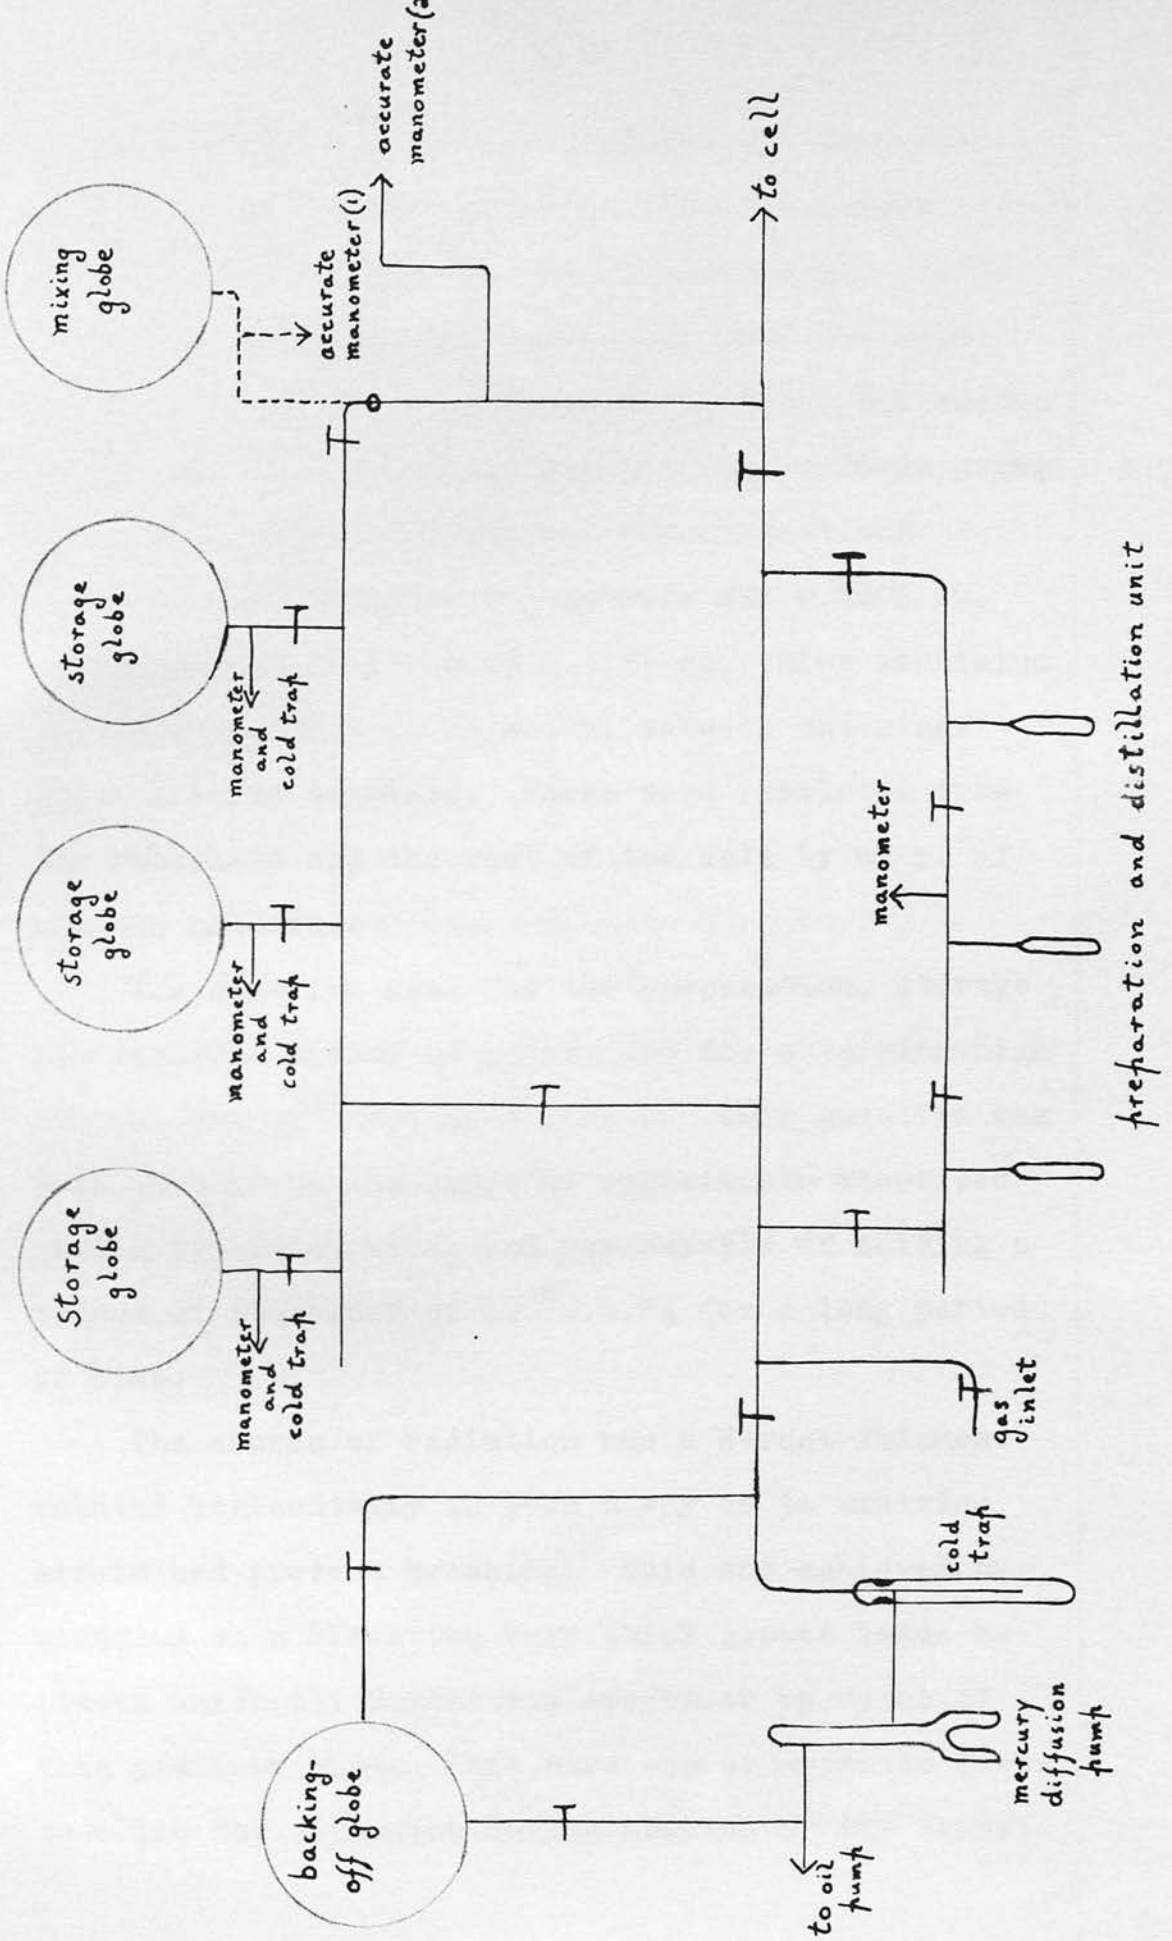 Storage
globe
storage
globe
storage
globe
mixing
globe
manometer
and
cold trap
manometer
and
cold trap
manometer
and
cold trap
accurate
manometer(1)
accurate
manometer(2
backing-
off globe
to cell
to oil
pump
mercury
diffusion
pump
cold
trap
gas
inlet
manometer
preparation and distillation unit